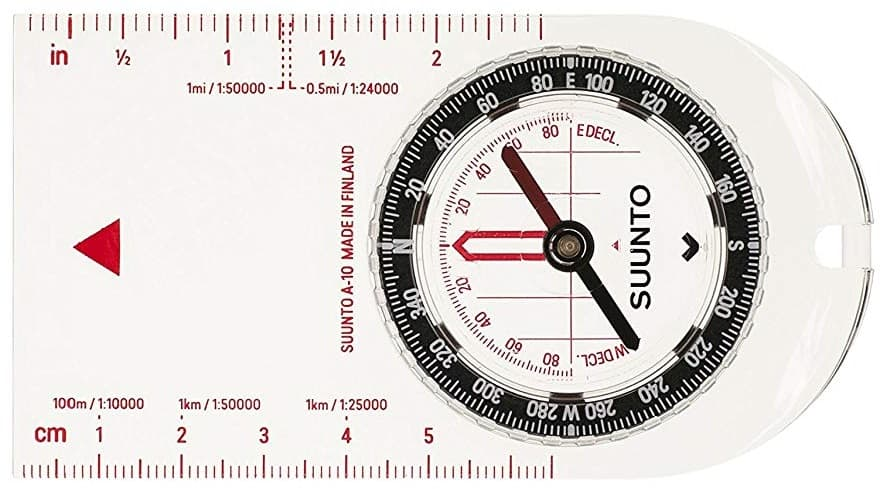 in ½ 1 1½ 2
1mi / 1:50000 0.5mi / 1:24000
SUUNTO A-10 MADE IN FINLAND
N 20 40 60 80 E 100 120 140 160 S 200 220 240 260 W 280 300 320 340
80 60 40 20 20 40 60 80
E DECL.
W DECL.
SUUNTO
100m / 1:10000 1km / 1:50000 1km / 1:25000
cm 1 2 3 4 5